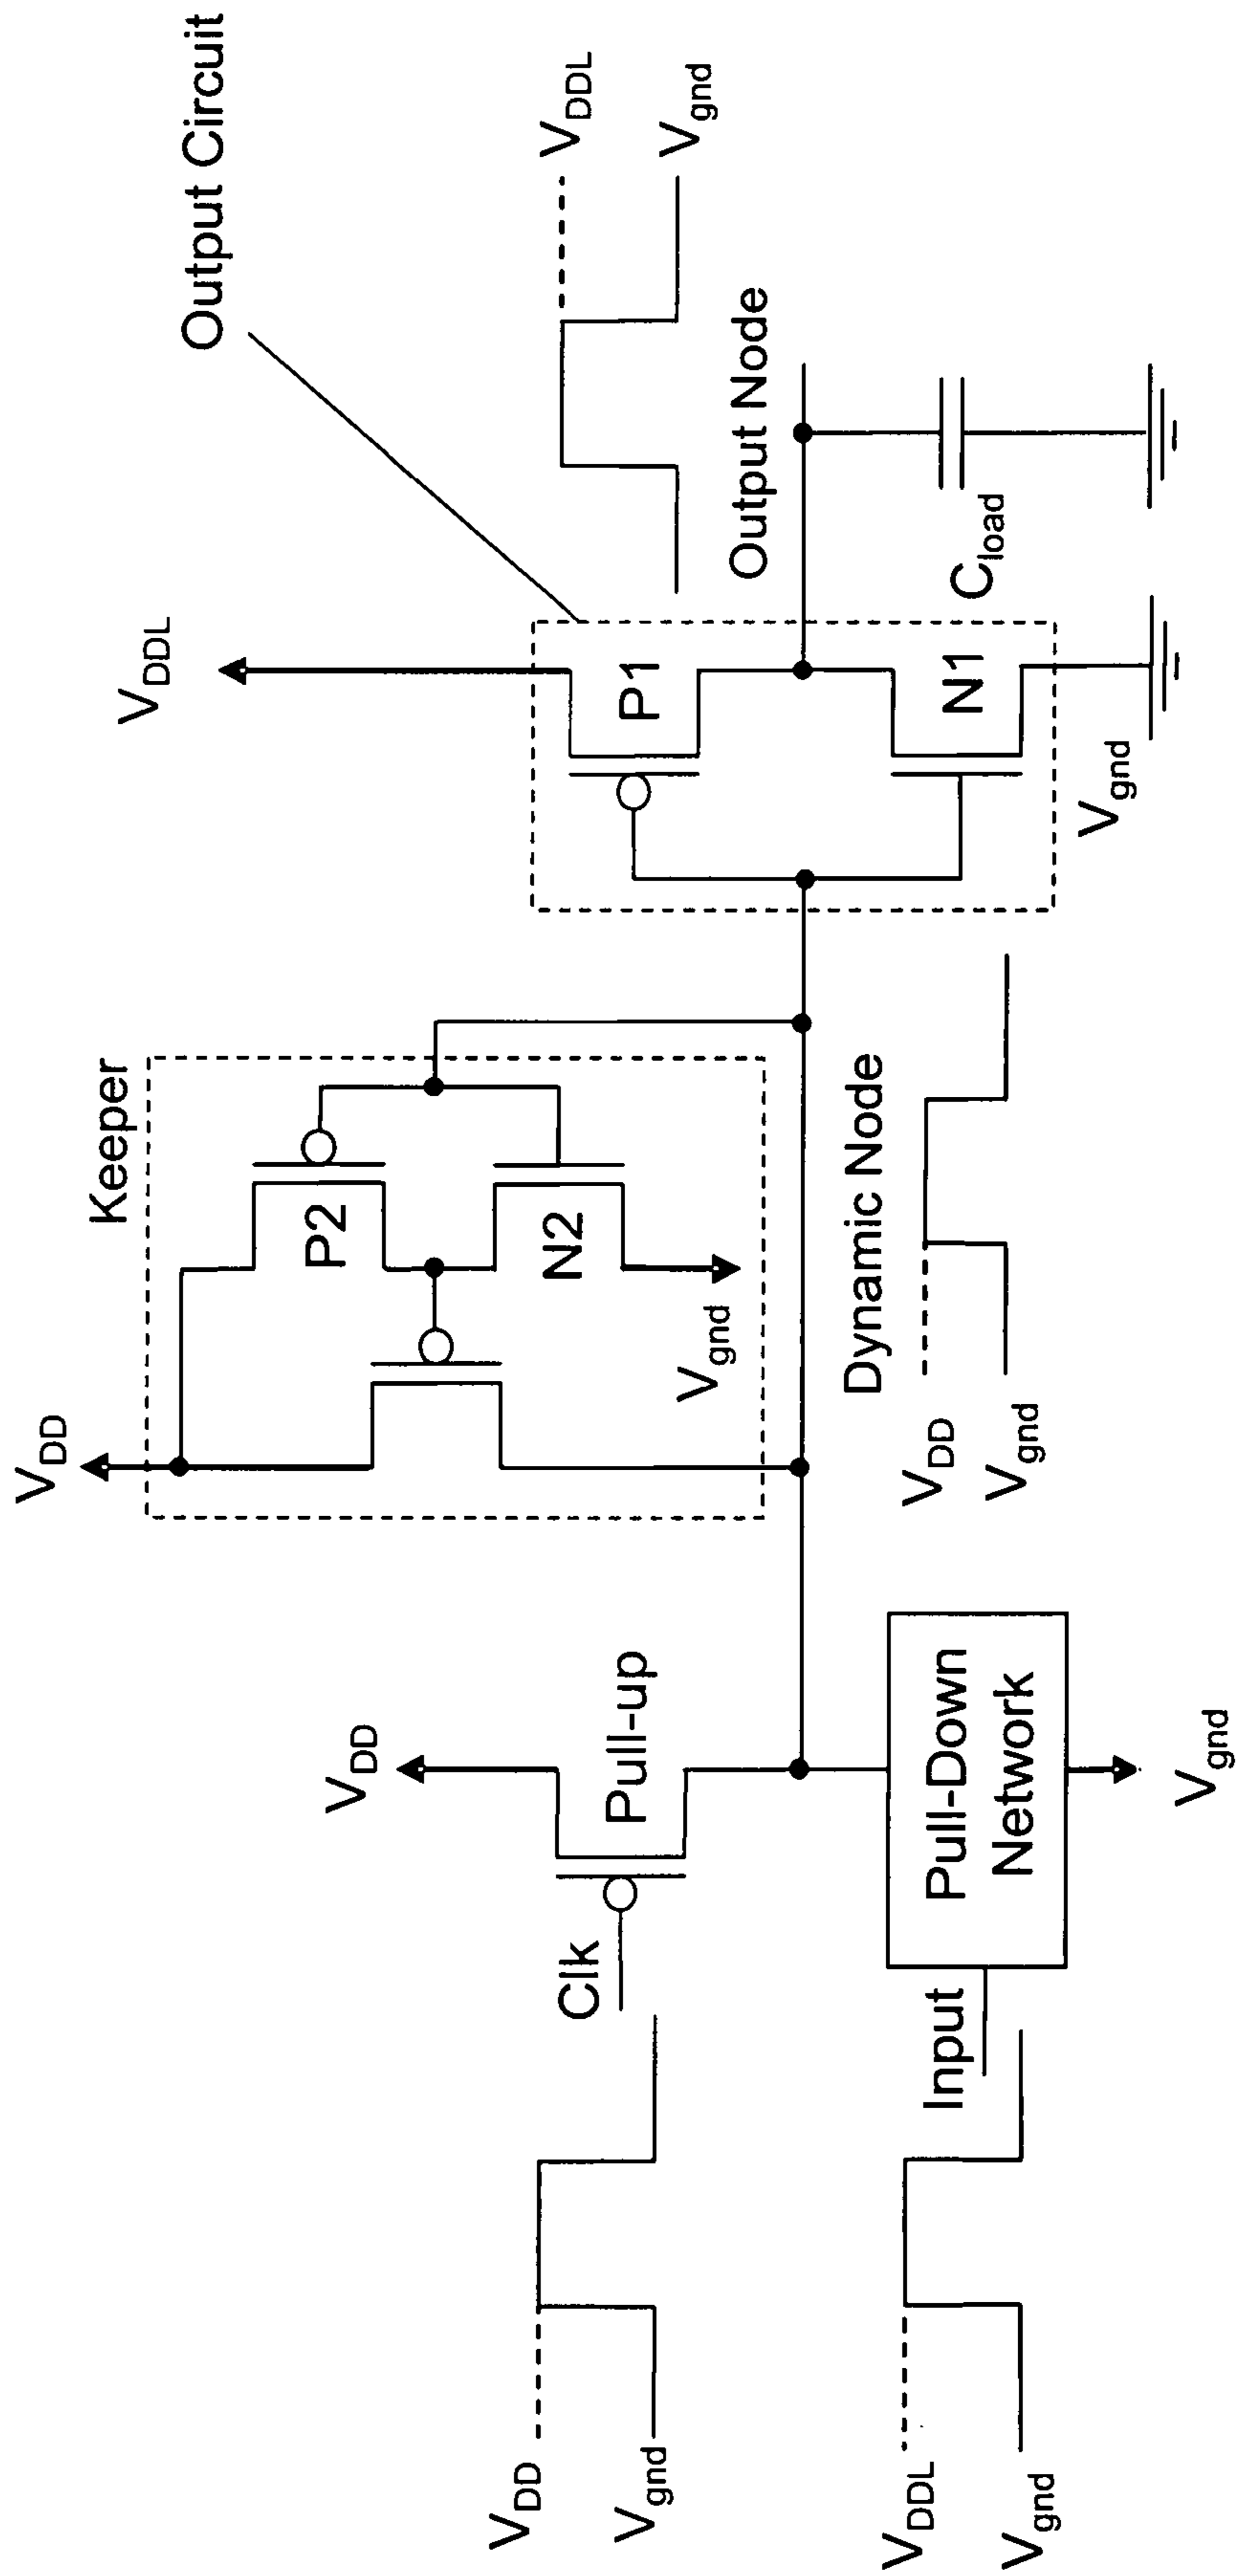 Output Circuit
Keeper
V_DD
V_DDL
V_DD
V_DDL
V_gnd
P2
N2
V_gnd
P1
N1
V_gnd
V_DD
V_gnd
Clk
Pull-up
Output Node
C_load
Dynamic Node
V_DD
V_gnd
V_DDL
V_gnd
Input
Pull-Down
Network
V_gnd